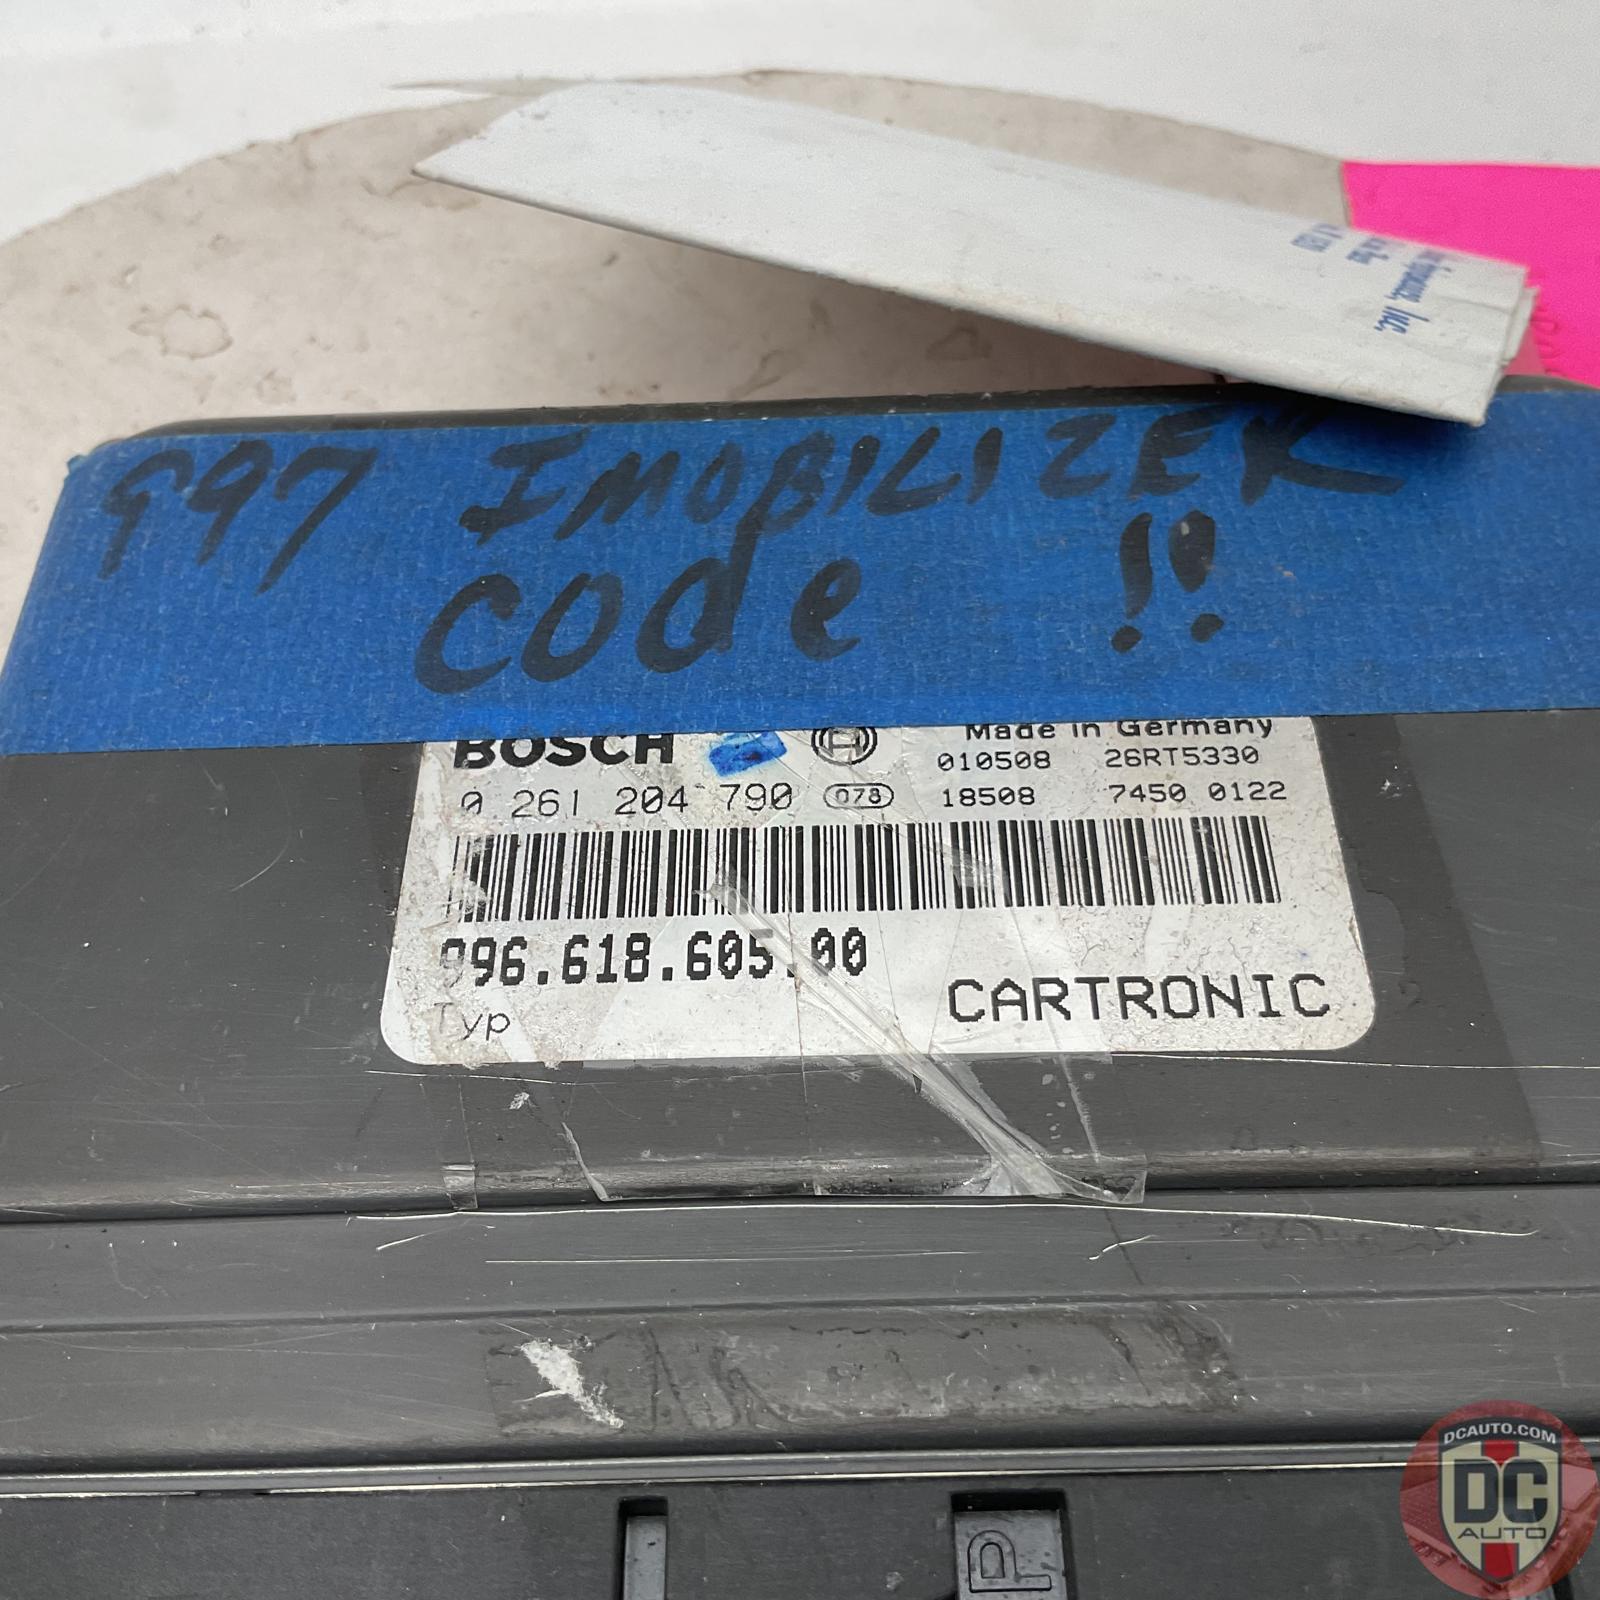 997 IMOBILIZER
Code !!
BOSCH
Made in Germany
010508 26RT5330
0 261 204 790 078 18508 7450 0122
996.618.605.00
Typ
CARTRONIC
DCAUTO.COM
DC
AUTO